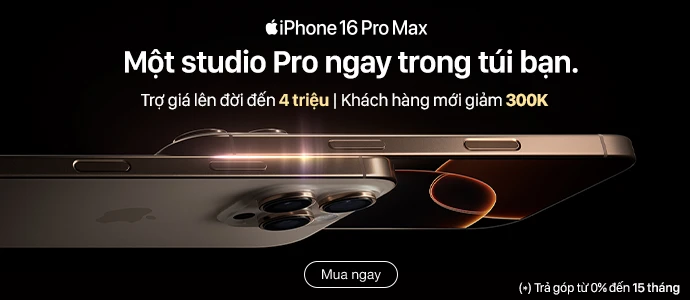 iPhone 16 Pro Max
Một studio Pro ngay trong túi bạn.
Trợ giá lên đời đến 4 triệu | Khách hàng mới giảm 300K
Mua ngay
(*) Trả góp từ 0% đến 15 tháng